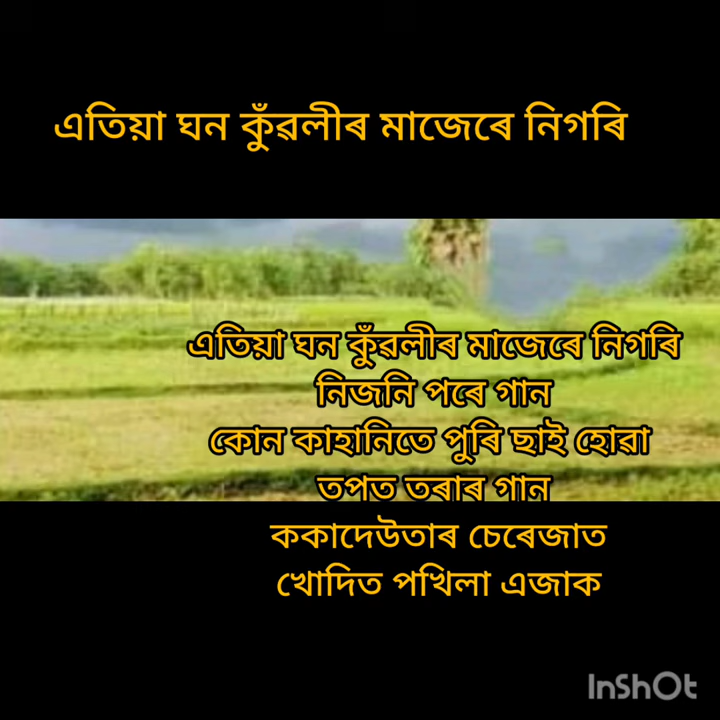 এতিয়া ঘন কুঁৱলীৰ মাজেৰে নিগৰি
এতিয়া ঘন কুঁৱলীৰ মাজেৰে নিগৰি
নিজনি পৰে গান
কোন কাহানিতে পুৰি ছাই হোৱা
তপত তৰাৰ গান
ককাদেউতাৰ চেৰেজাত
খোদিত পখিলা এজাক
InShOt